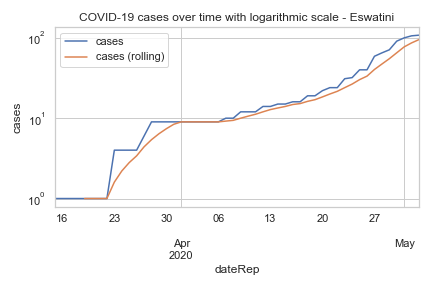 COVID-19 cases over time with logarithmic scale - Eswatini
cases
cases (rolling)
10²
10¹
10⁰
cases
16 23 30 06 13 20 27
Apr May
2020
dateRep